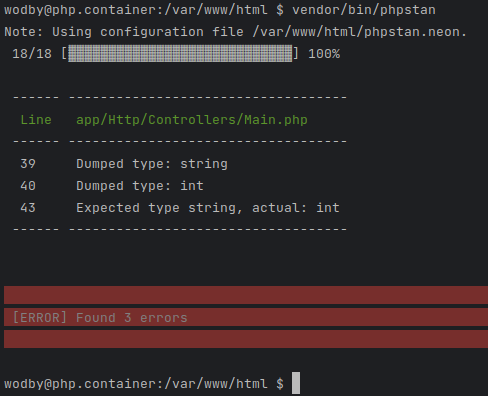 wodby@php.container:/var/www/html $ vendor/bin/phpstan
Note: Using configuration file /var/www/html/phpstan.neon.
18/18 [▓▓▓▓▓▓▓▓▓▓▓▓▓▓▓▓▓▓▓▓▓▓▓▓▓▓▓▓] 100%
------ -----------------------------------
Line   app/Http/Controllers/Main.php
------ -----------------------------------
39     Dumped type: string
40     Dumped type: int
43     Expected type string, actual: int
------ -----------------------------------
[ERROR] Found 3 errors
wodby@php.container:/var/www/html $